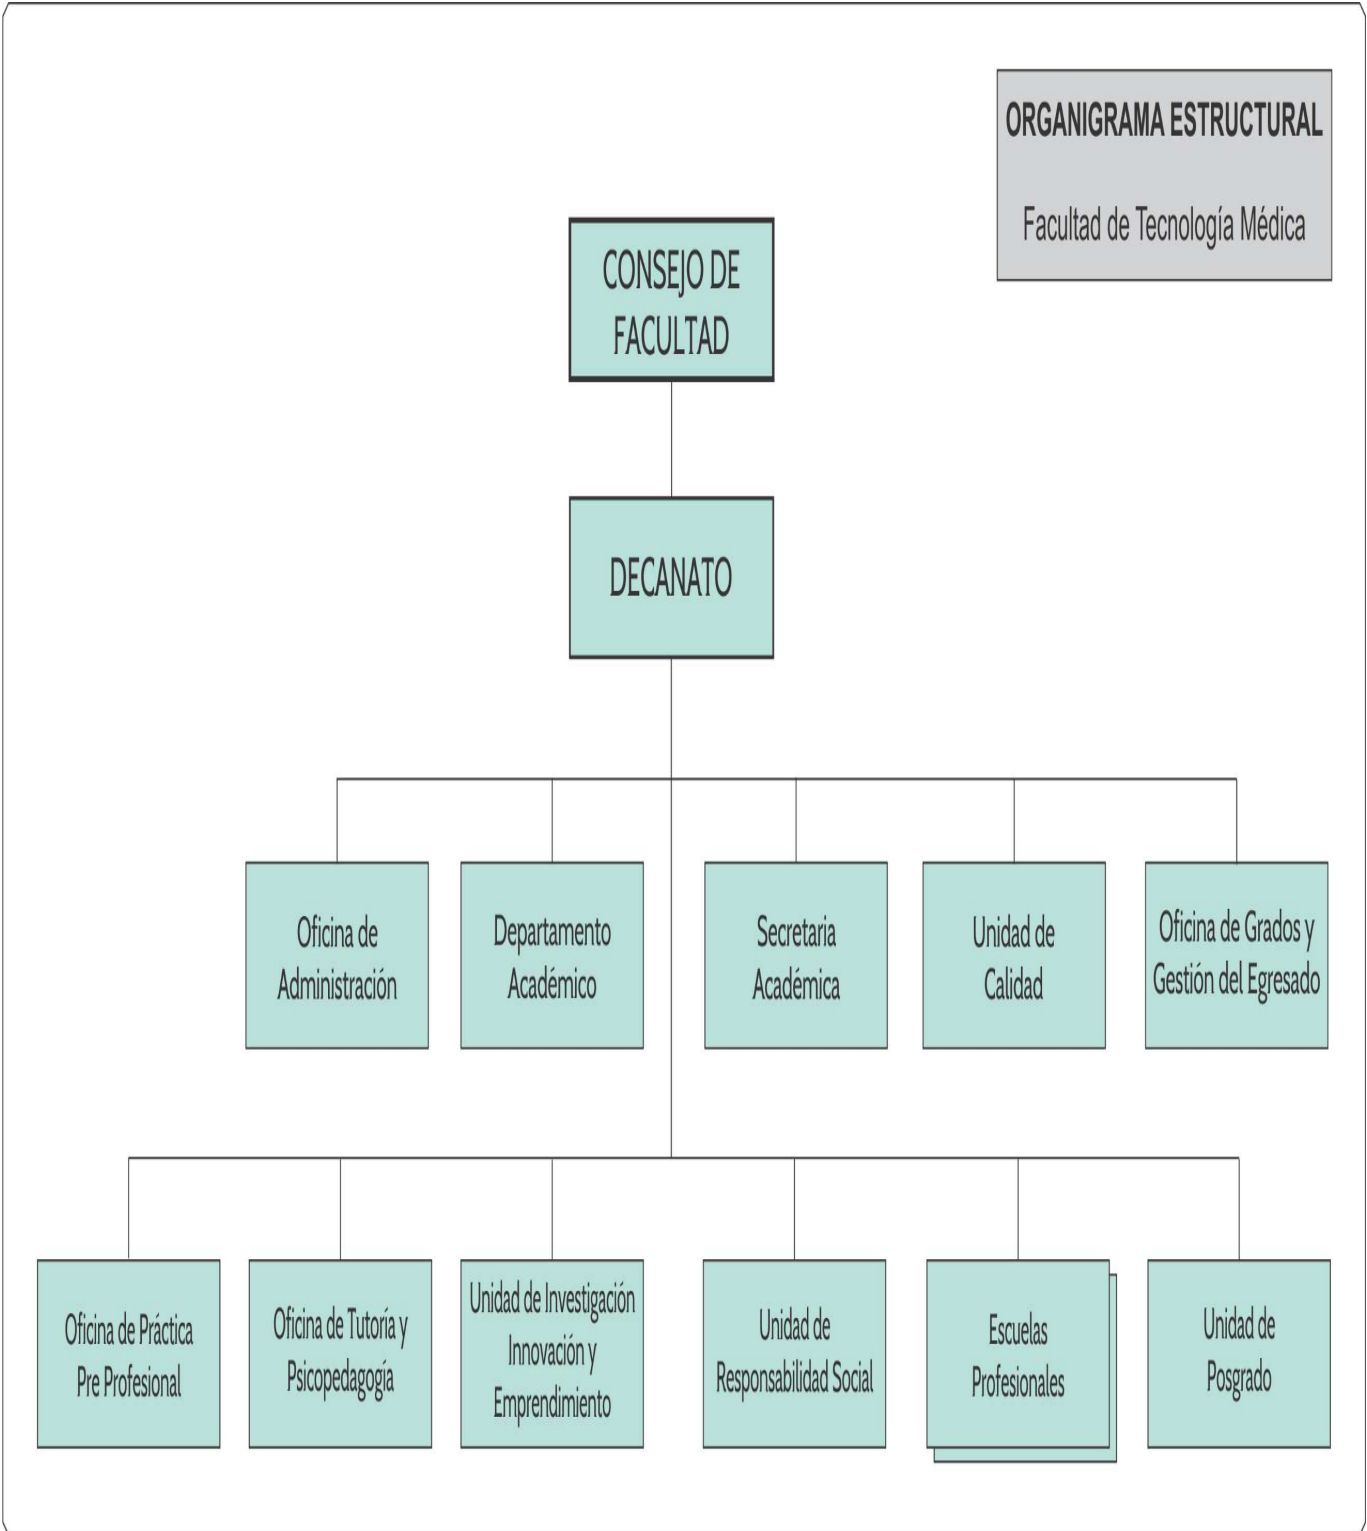 ORGANIGRAMA ESTRUCTURAL
Facultad de Tecnología Médica
CONSEJO DE
FACULTAD
DECANATO
Oficina de
Administración
Departamento
Académico
Secretaria
Académica
Unidad de
Calidad
Oficina de Grados y
Gestión del Egresado
Oficina de Práctica
Pre Profesional
Oficina de Tutoría y
Psicopedagogía
Unidad de Investigación
Innovación y
Emprendimiento
Unidad de
Responsabilidad Social
Escuelas
Profesionales
Unidad de
Posgrado